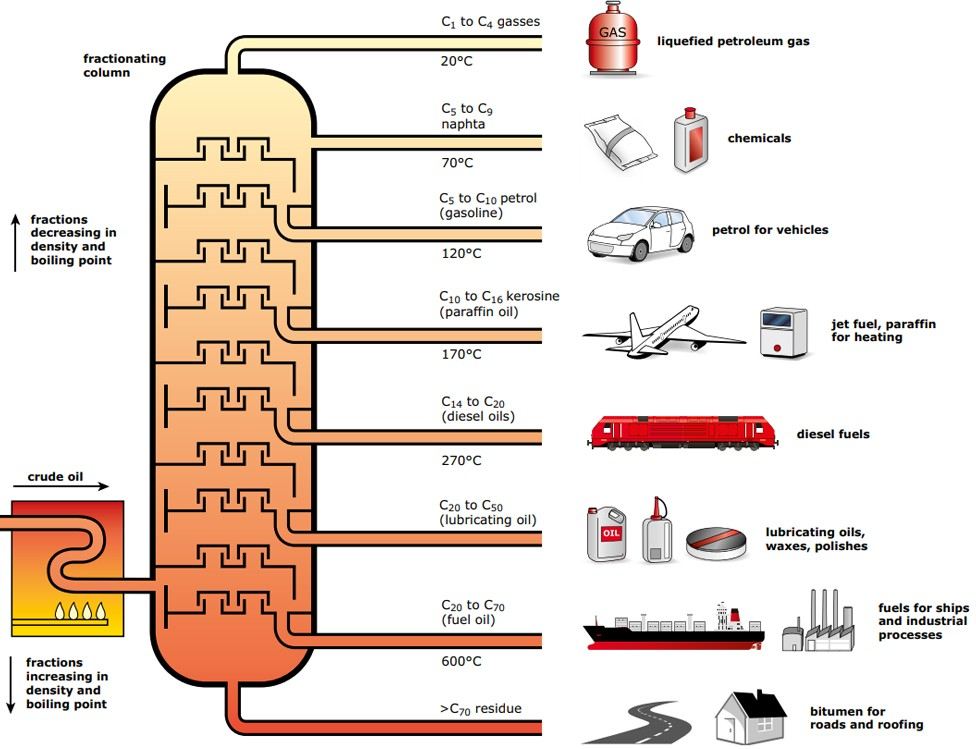 C₁ to C₄ gasses
20°C
GAS
liquefied petroleum gas
fractionating
column
C₅ to C₉
naphta
70°C
chemicals
C₅ to C₁₀ petrol
(gasoline)
120°C
petrol for vehicles
fractions
decreasing in
density and
boiling point
C₁₀ to C₁₆ kerosine
(paraffin oil)
170°C
jet fuel, paraffin
for heating
C₁₄ to C₂₀
(diesel oils)
270°C
diesel fuels
crude oil
C₂₀ to C₅₀
(lubricating oil)
OIL
lubricating oils,
waxes, polishes
C₂₀ to C₇₀
(fuel oil)
600°C
fuels for ships
and industrial
processes
fractions
increasing in
density and
boiling point
>C₇₀ residue
bitumen for
roads and roofing